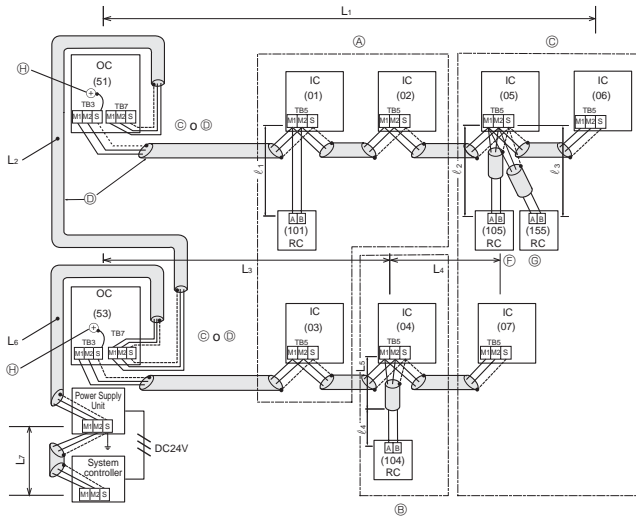 L1
Ⓐ
Ⓒ
Ⓗ
OC
(51)
TB3
TB7
M1 M2 S
M1 M2 S
IC
(01)
TB5
M1 M2 S
IC
(02)
TB5
M1 M2 S
IC
(05)
TB5
M1 M2 S
IC
(06)
TB5
M1 M2 S
Ⓒ o Ⓓ
L2
Ⓓ
ℓ1
ℓ2
ℓ3
A B
(101)
RC
A B
(105)
RC
A B
(155)
RC
Ⓕ
Ⓖ
L3
L4
OC
(53)
TB3
TB7
M1 M2 S
M1 M2 S
Ⓗ
L6
Ⓒ o Ⓓ
IC
(03)
TB5
M1 M2 S
IC
(04)
TB5
M1 M2 S
IC
(07)
TB5
M1 M2 S
L5
ℓ4
A B
(104)
RC
Ⓑ
Power Supply
Unit
M1 M2 S
DC24V
L7
System
controller
M1 M2 S